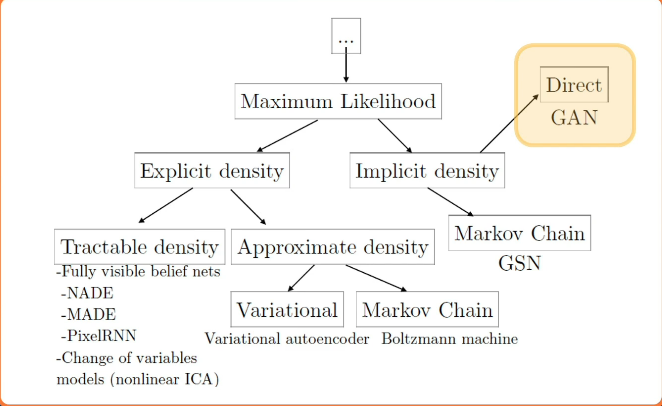 ...
Maximum Likelihood
Direct
GAN
Explicit density
Implicit density
Tractable density
-Fully visible belief nets
-NADE
-MADE
-PixelRNN
-Change of variables
models (nonlinear ICA)
Approximate density
Variational
Variational autoencoder
Markov Chain
Boltzmann machine
Markov Chain
GSN